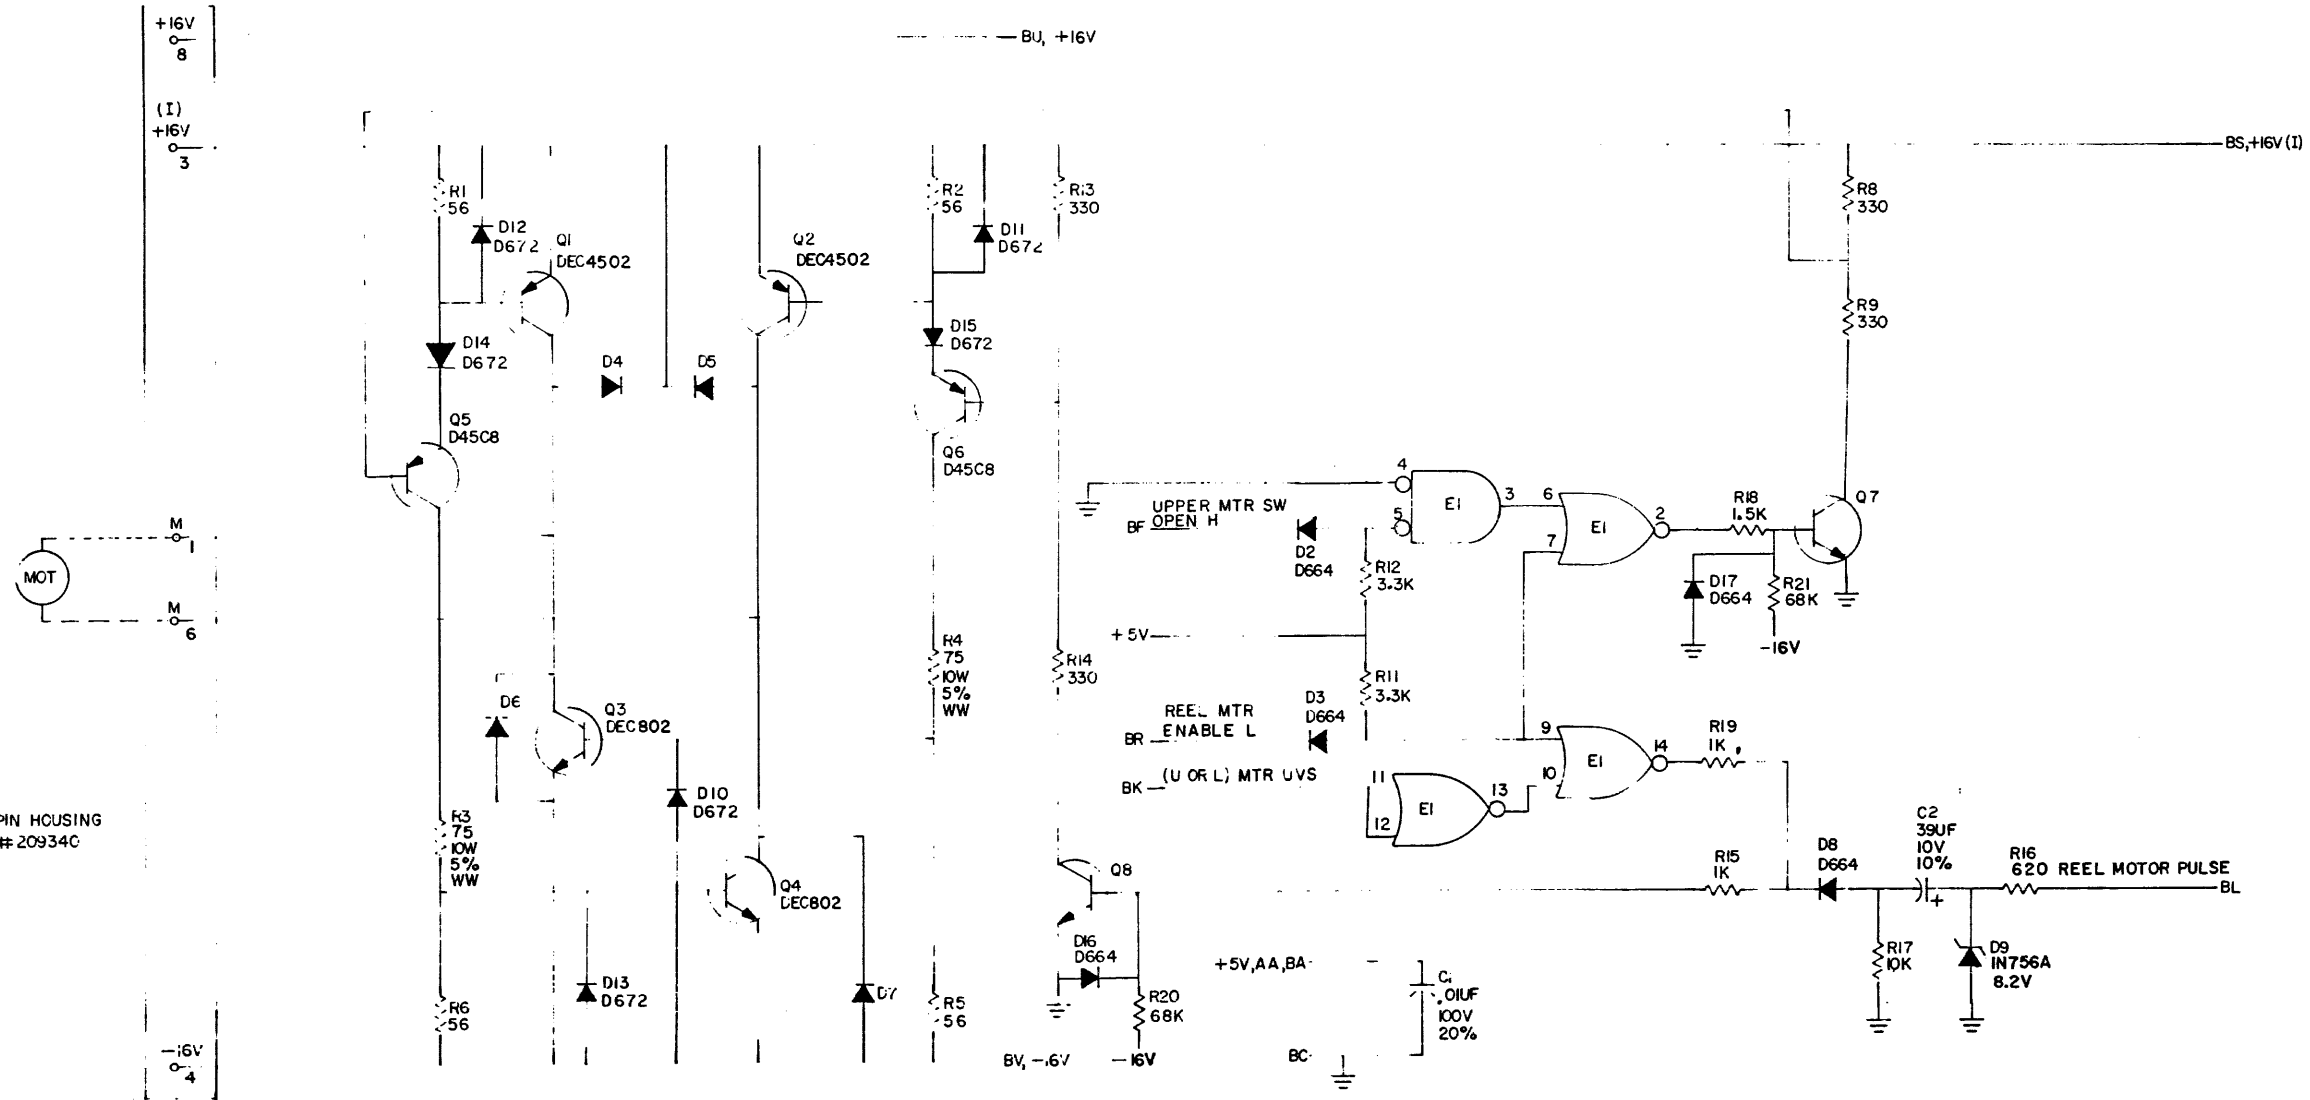 +16V
8
BU, +16V
(I)
+16V
3
BS,+16V(I)
R1
56
D12
D672
Q1
DEC4502
Q2
DEC4502
R2
56
D11
D672
R13
330
R8
330
R9
330
D14
D672
D4
D5
D15
D672
Q5
D45C8
Q6
D45C8
4
5
E1
3
6
7
E1
2
R18
1.5K
Q7
UPPER MTR SW
BF OPEN H
D2
D664
R12
3.3K
D17
D664
R21
68K
-16V
M
1
MOT
M
6
+5V
R4
75
10W
5%
WW
R14
330
R11
3.3K
D6
Q3
DEC802
REEL MTR
BR ENABLE L
D3
D664
9
10
E1
14
R19
1K
(U OR L) MTR UVS
BK
11
12
E1
13
D10
D672
PIN HOUSING
# 209340
R3
75
10W
5%
WW
Q4
DEC802
Q8
R15
1K
D8
D664
C2
39UF
10V
10%
+
R16
620 REEL MOTOR PULSE
BL
D16
D664
+5V,AA,BA
C1
.01UF
100V
20%
R17
10K
D9
1N756A
8.2V
D13
D672
D7
R6
56
R5
56
R20
68K
-16V
4
BV, -16V
-16V
BC